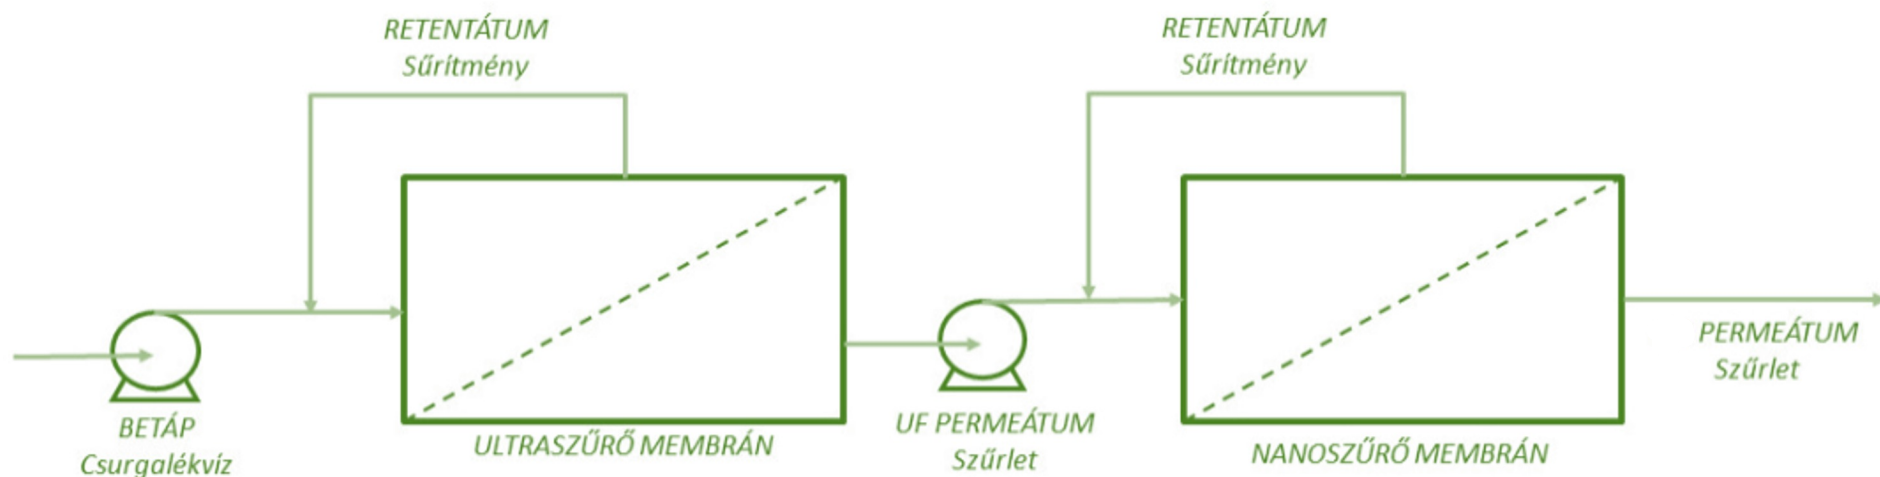 RETENTÁTUM
Sűrítmény
RETENTÁTUM
Sűrítmény
BETÁP
Csurgalékvíz
ULTRASZŰRŐ MEMBRÁN
UF PERMEÁTUM
Szűrlet
NANOSZŰRŐ MEMBRÁN
PERMEÁTUM
Szűrlet